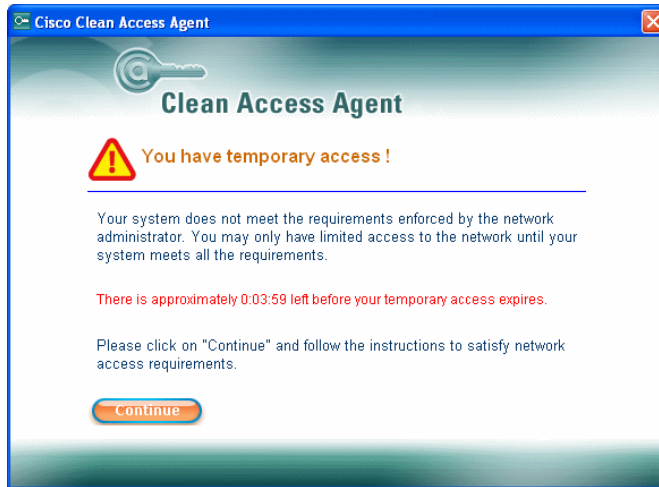 Cisco Clean Access Agent
Clean Access Agent
You have temporary access !
Your system does not meet the requirements enforced by the network
administrator. You may only have limited access to the network until your
system meets all the requirements.
There is approximately 0:03:59 left before your temporary access expires.
Please click on "Continue" and follow the instructions to satisfy network
access requirements.
Continue